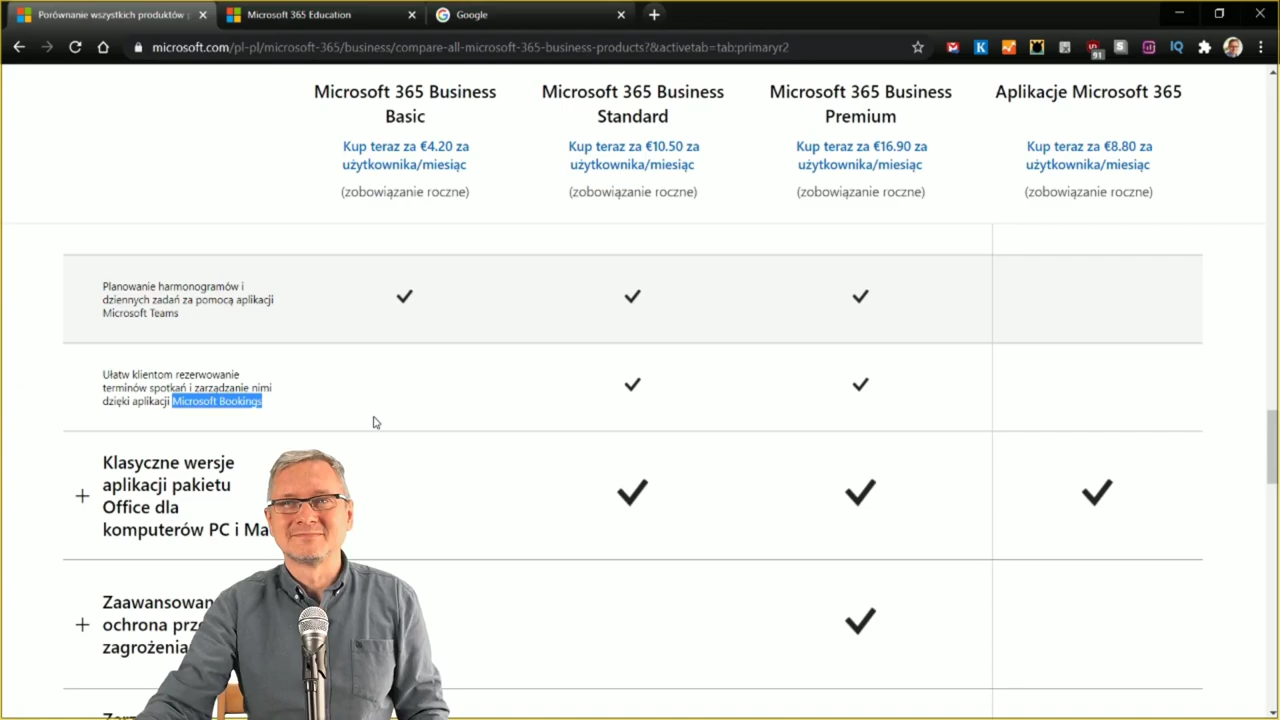 Porównanie wszystkich produktów
Microsoft 365 Education
Google
microsoft.com/pl-pl/microsoft-365/business/compare-all-microsoft-365-business-products?&activetab=tab:primaryr2
91
IQ
Microsoft 365 Business
Basic
Kup teraz za €4.20 za
użytkownika/miesiąc
(zobowiązanie roczne)
Microsoft 365 Business
Standard
Kup teraz za €10.50 za
użytkownika/miesiąc
(zobowiązanie roczne)
Microsoft 365 Business
Premium
Kup teraz za €16.90 za
użytkownika/miesiąc
(zobowiązanie roczne)
Aplikacje Microsoft 365
Kup teraz za €8.80 za
użytkownika/miesiąc
(zobowiązanie roczne)
Planowanie harmonogramów i
dziennych zadań za pomocą aplikacji
Microsoft Teams
Ułatw klientom rezerwowanie
terminów spotkań i zarządzanie nimi
dzięki aplikacji Microsoft Bookings
Klasyczne wersje
aplikacji pakietu
Office dla
komputerów PC i Ma
Zaawansowan
ochrona prze
zagrożenia